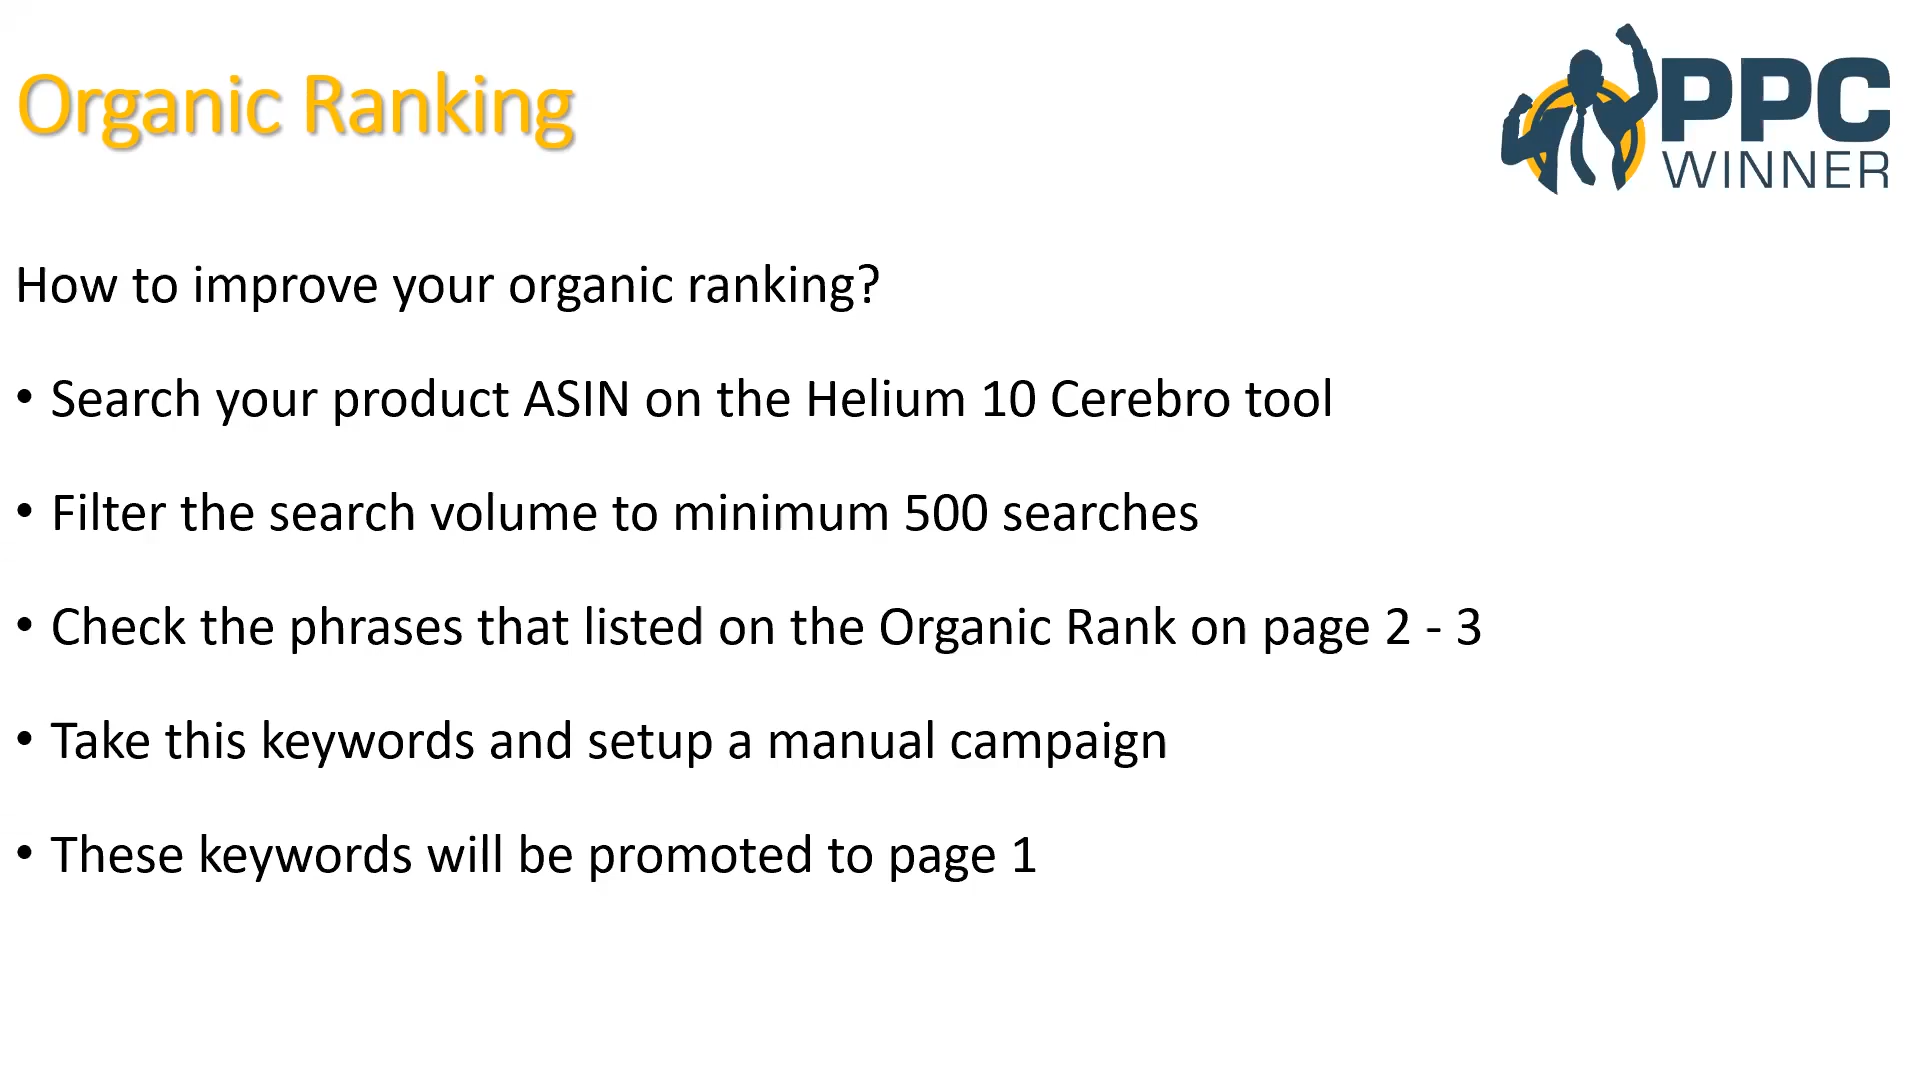 Organic Ranking
PPC
WINNER
How to improve your organic ranking?
• Search your product ASIN on the Helium 10 Cerebro tool
• Filter the search volume to minimum 500 searches
• Check the phrases that listed on the Organic Rank on page 2 - 3
• Take this keywords and setup a manual campaign
• These keywords will be promoted to page 1